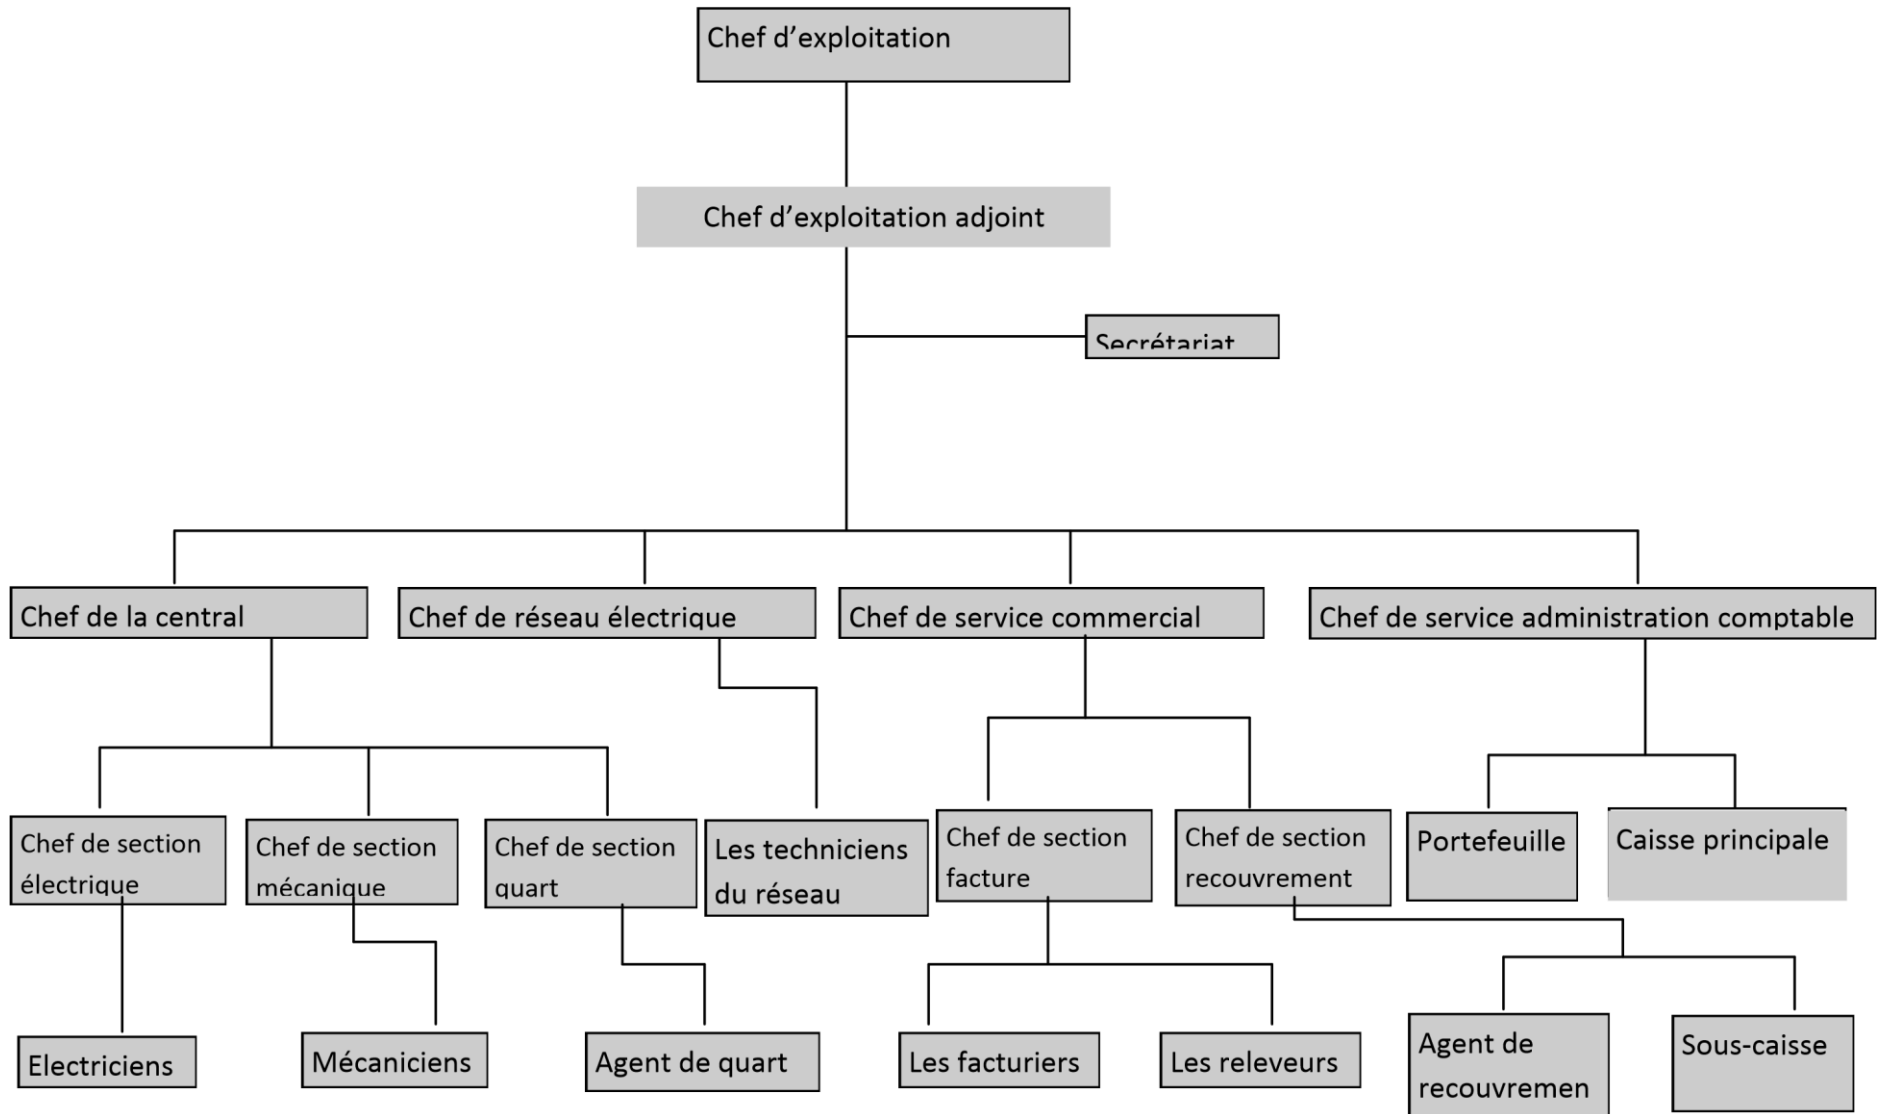 Chef d’exploitation
Chef d’exploitation adjoint
Secrétariat
Chef de la central
Chef de réseau électrique
Chef de service commercial
Chef de service administration comptable
Chef de section
électrique
Chef de section
mécanique
Chef de section
quart
Les techniciens
du réseau
Chef de section
facture
Chef de section
recouvrement
Portefeuille
Caisse principale
Electriciens
Mécaniciens
Agent de quart
Les facturiers
Les releveurs
Agent de
recouvremen
Sous-caisse